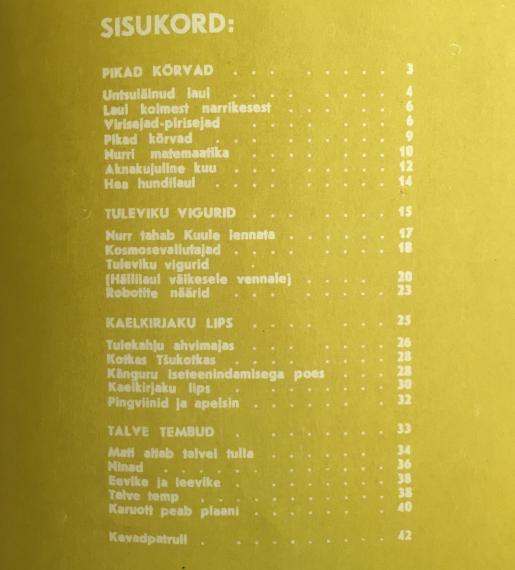 SISUKORD:
PIKAD KÕRVAD . . . . . . . . 3
Untsuläinud laul . . . . . . . 4
Laul kolmest narrikesest . . . . . 6
Virisejad-pirisejad . . . . . . 6
Pikad kõrvad . . . . . . . . 9
Nurri matemaatika . . . . . . 10
Aknakujuline kuu . . . . . . 12
Hea hundilaul . . . . . . . 14
TULEVIKU VIGURID . . . . . . 15
Nurr tahab Kuule lennata . . . . . 17
Kosmosevallutajad . . . . . . 18
Tuleviku vigurid
(Hällilaul väikesele vennale) . . . . 20
Robotite näärid . . . . . . . 23
KAELKIRJAKU LIPS . . . . . . 25
Tulekahju ahvimajas . . . . . . 26
Kotkas Tšukotkas . . . . . . 28
Känguru iseteenindamisega poes . . . 28
Kaelkirjaku lips . . . . . . . 30
Pingviinid ja apelsin . . . . . . 32
TALVE TEMBUD . . . . . . . 33
Mati aitab talvel tulla . . . . . . 34
Ninad . . . . . . . . . 36
Eevike ja leevike . . . . . . 38
Talve temp . . . . . . . . 38
Karuott peab plaani . . . . . . 40
Kevadpatrull . . . . . . . . 42